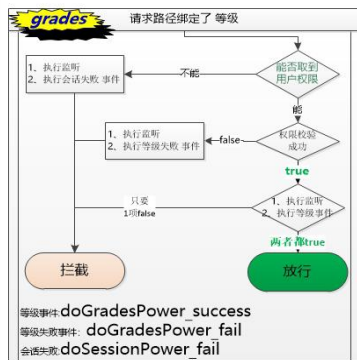 grades
请求路径绑定了 等级
能否取到
用户权限
不能
1、执行监听
2、执行会话失败 事件
能
权限校验
成功
false
1、执行监听
2、执行等级失败 事件
true
1、执行监听
2、执行等级事件
只要
1项false
两者都true
拦截
放行
等级事件:doGradesPower_success
等级失败事件: doGradesPower_fail
会话失败:doSessionPower_fail